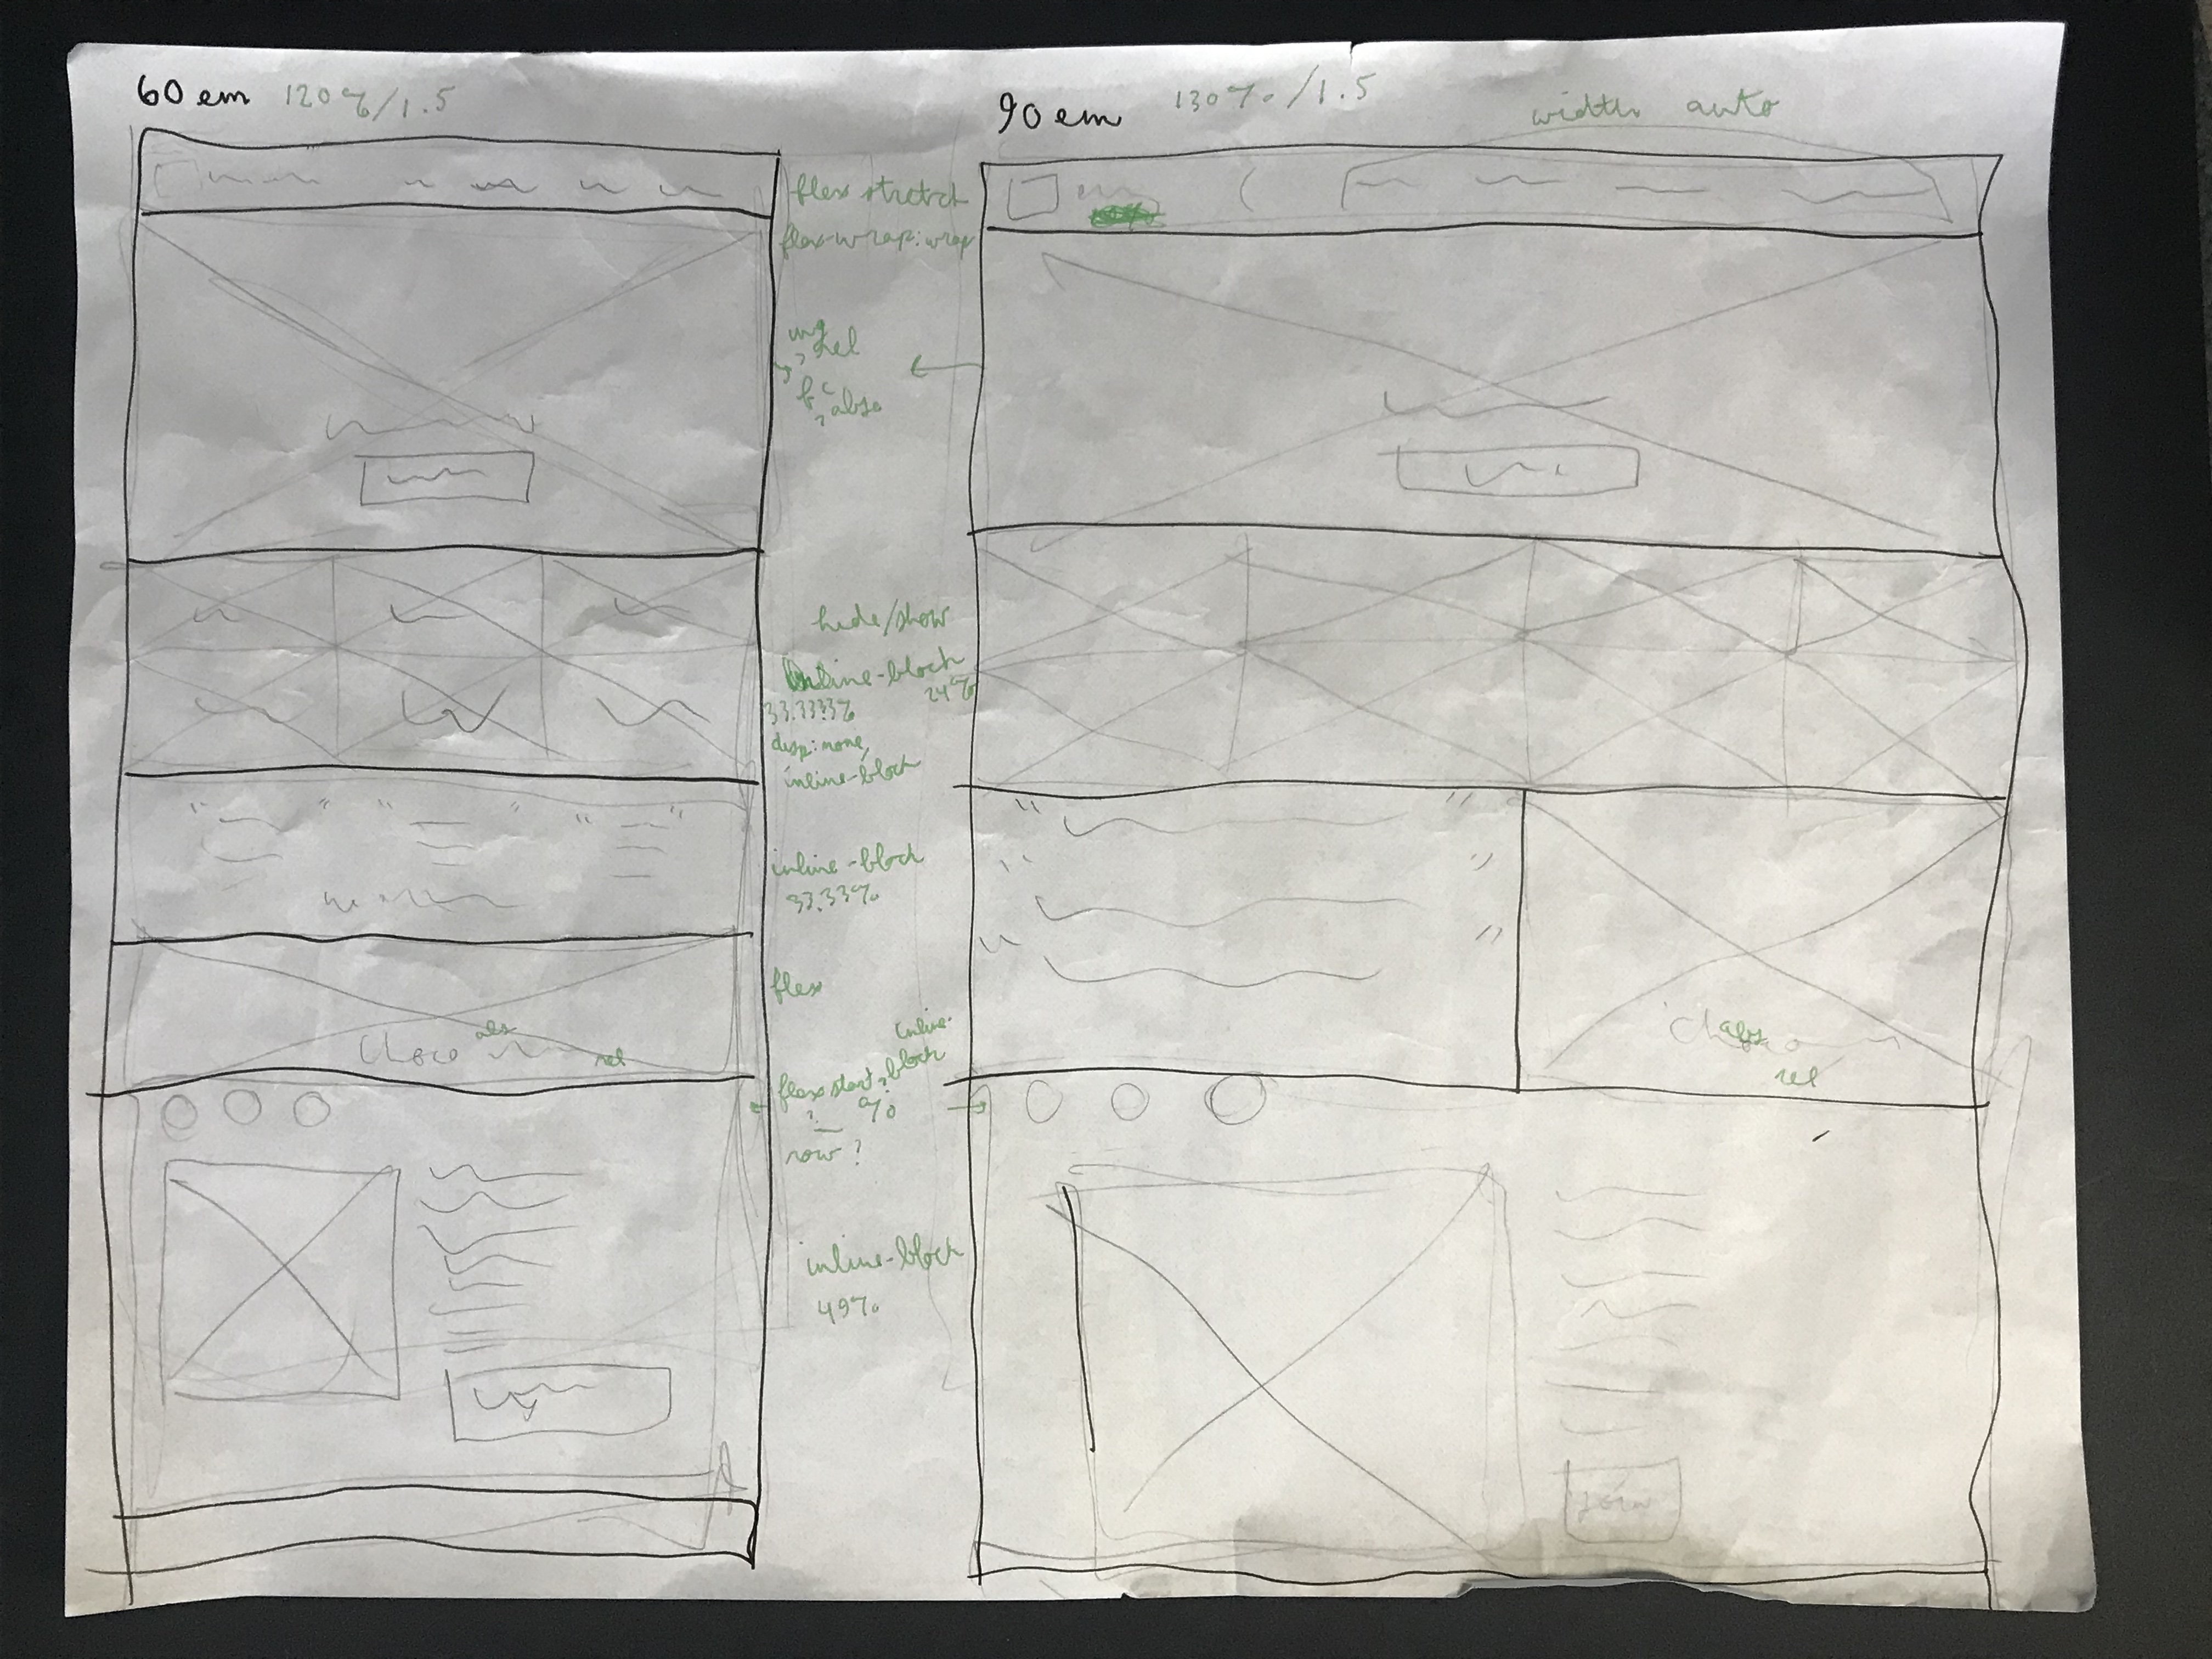 60 em 120%/1.5
90 em 130%/1.5 width auto
flex stretch
flex-wrap: wrap
rel
hide/show
inline-block
24%
33.3333%
disp: none,
inline-block
inline-block
33.33%
flex
abs
rel
inline-
block
flex start,
%
row?
inline-block
49%
abs
rel
join